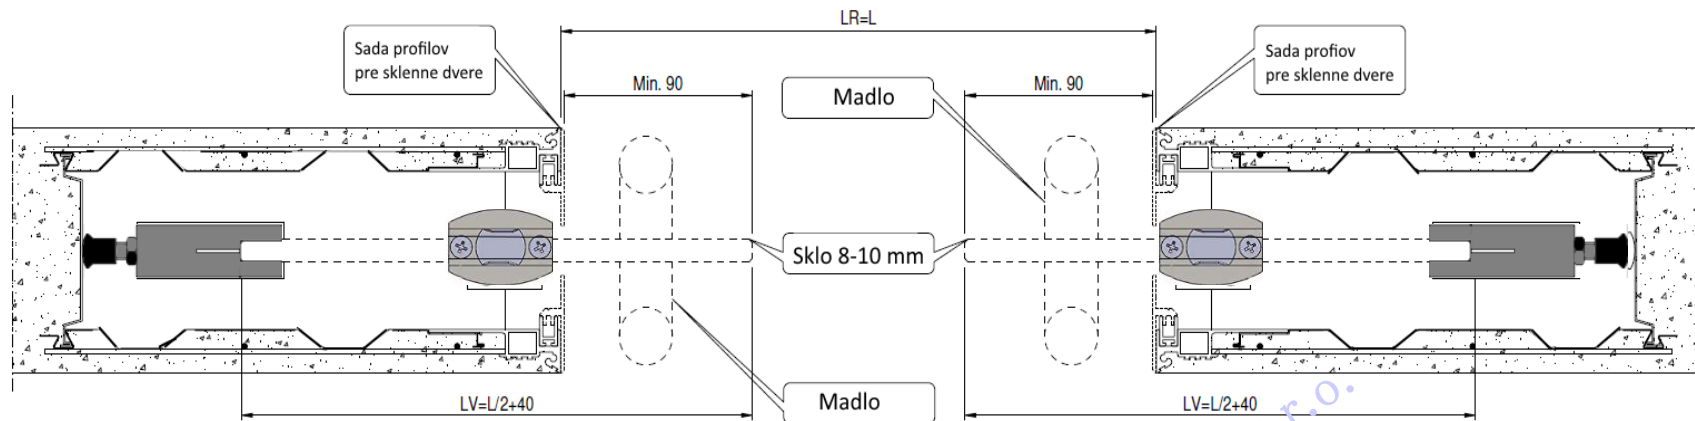 LR=L
Sada profilov
pre sklenne dvere
Sada profiov
pre sklenne dvere
Min. 90
Madlo
Min. 90
Sklo 8-10 mm
Madlo
LV=L/2+40
LV=L/2+40
r.o.